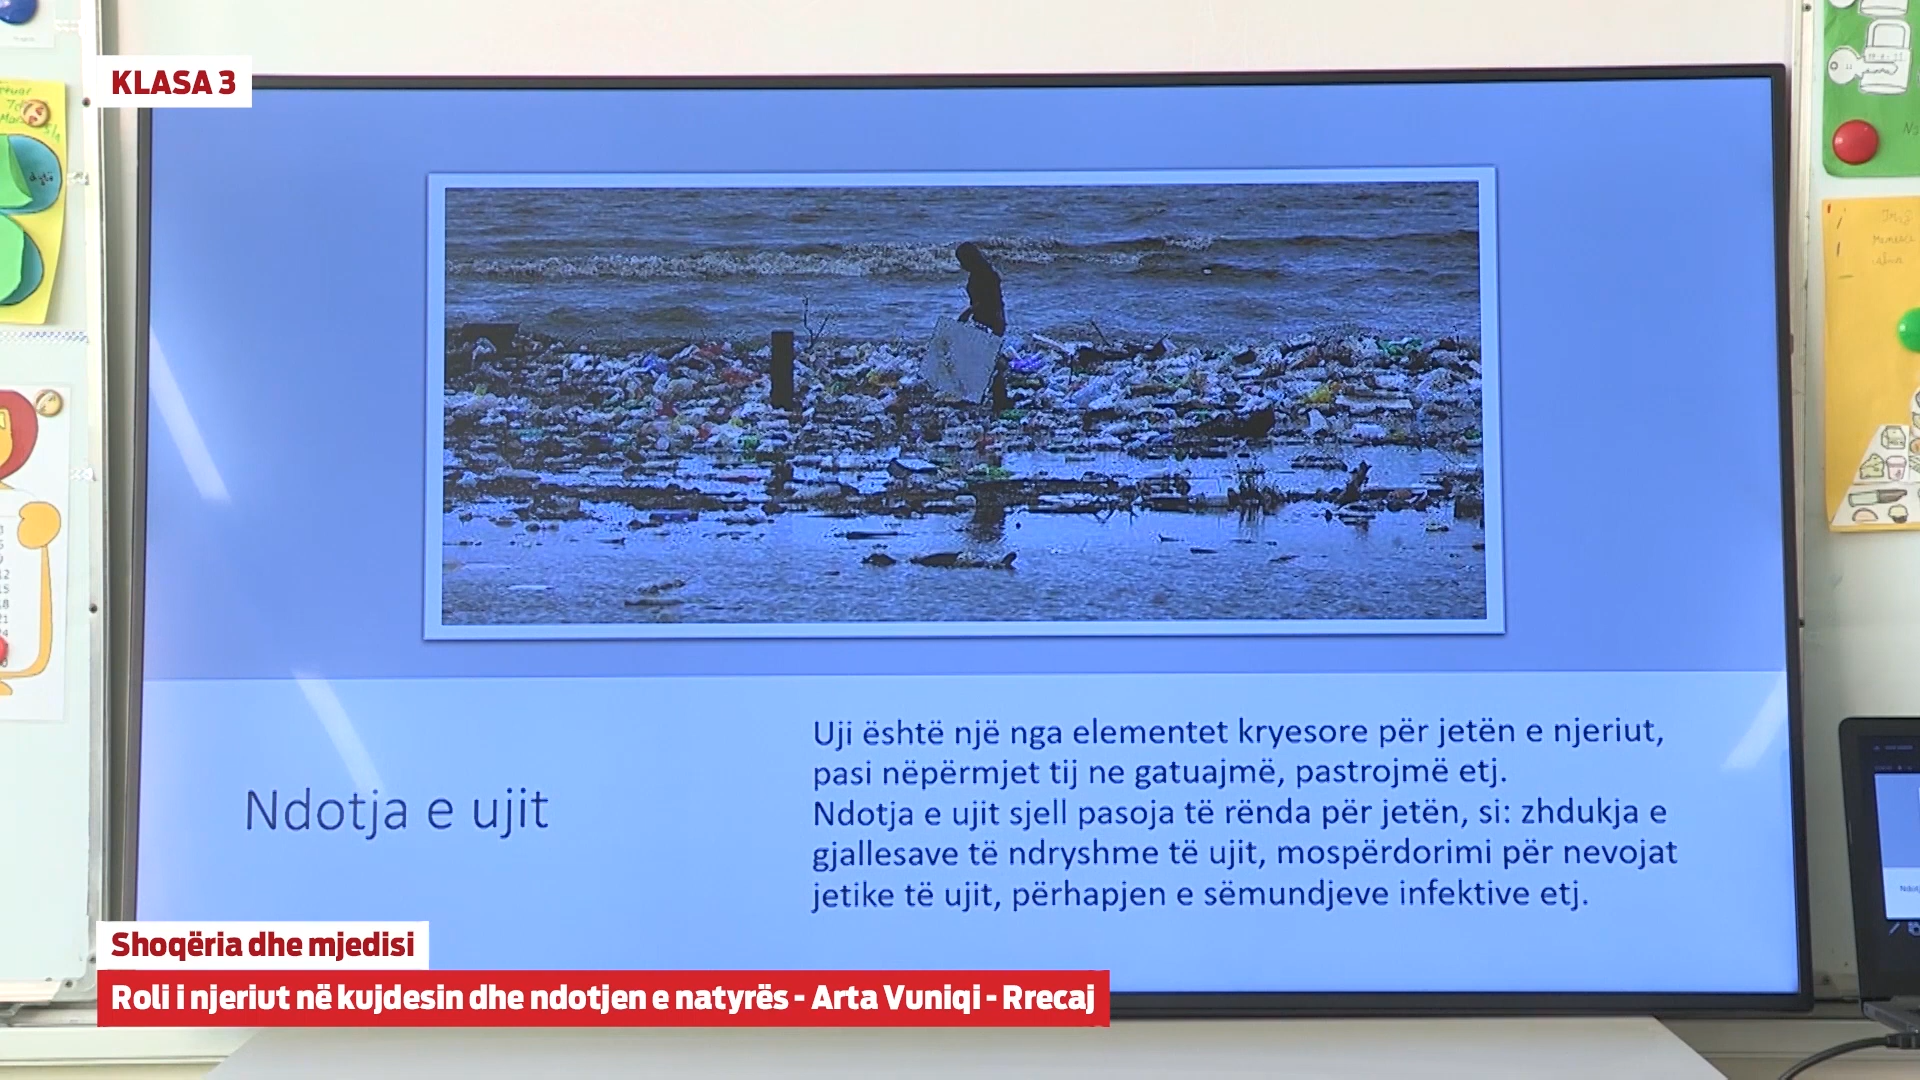 KLASA 3
Ndotja e ujit
Uji është një nga elementet kryesore për jetën e njeriut,
pasi nëpërmjet tij ne gatuajmë, pastrojmë etj.
Ndotja e ujit sjell pasoja të rënda për jetën, si: zhdukja e
gjallesave të ndryshme të ujit, mospërdorimi për nevojat
jetike të ujit, përhapjen e sëmundjeve infektive etj.
Shoqëria dhe mjedisi
Roli i njeriut në kujdesin dhe ndotjen e natyrës - Arta Vuniqi - Rrecaj